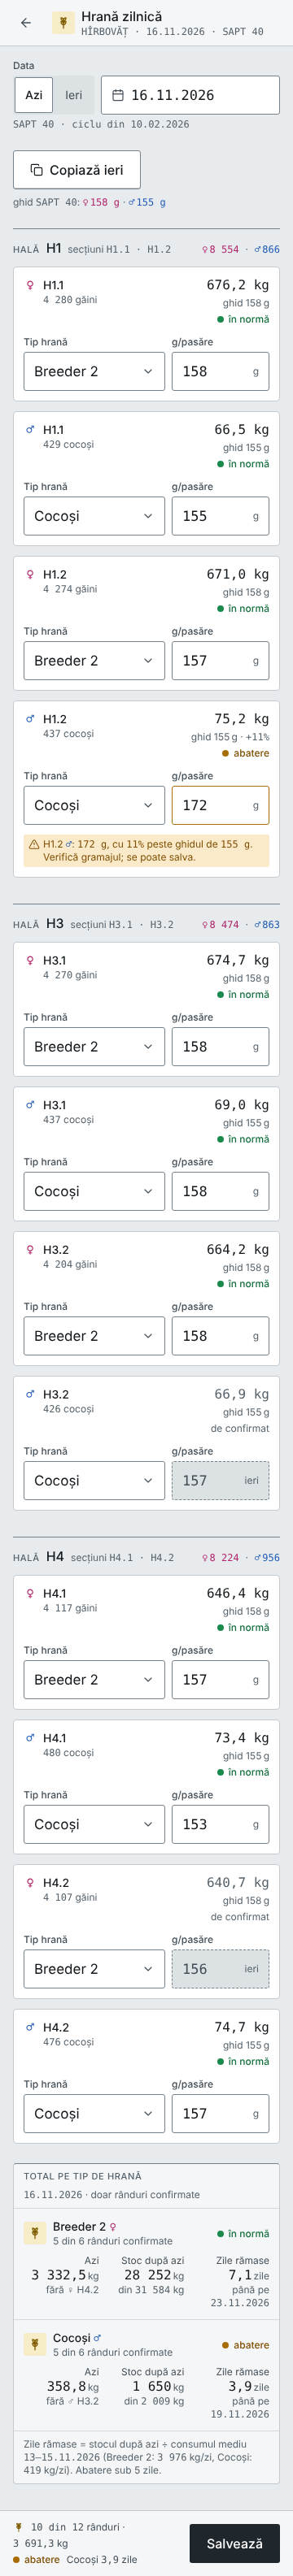 Hrană zilnică
HÎRBOVĂȚ · 16.11.2026 · SAPT 40
Data
Azi Ieri 16.11.2026
SAPT 40 · ciclu din 10.02.2026
Copiază ieri
ghid SAPT 40: ♀158 g · ♂155 g
HALĂ H1 secțiuni H1.1 · H1.2 ♀8 554 · ♂866
♀ H1.1 676,2 kg
4 280 găini ghid 158 g
în normă
Tip hrană g/pasăre
Breeder 2 158 g
♂ H1.1 66,5 kg
429 cocoși ghid 155 g
în normă
Tip hrană g/pasăre
Cocoși 155 g
♀ H1.2 671,0 kg
4 274 găini ghid 158 g
în normă
Tip hrană g/pasăre
Breeder 2 157 g
♂ H1.2 75,2 kg
437 cocoși ghid 155 g · +11%
abatere
Tip hrană g/pasăre
Cocoși 172 g
H1.2 ♂: 172 g, cu 11% peste ghidul de 155 g.
Verifică gramajul; se poate salva.
HALĂ H3 secțiuni H3.1 · H3.2 ♀8 474 · ♂863
♀ H3.1 674,7 kg
4 270 găini ghid 158 g
în normă
Tip hrană g/pasăre
Breeder 2 158 g
♂ H3.1 69,0 kg
437 cocoși ghid 155 g
în normă
Tip hrană g/pasăre
Cocoși 158 g
♀ H3.2 664,2 kg
4 204 găini ghid 158 g
în normă
Tip hrană g/pasăre
Breeder 2 158 g
♂ H3.2 66,9 kg
426 cocoși ghid 155 g
de confirmat
Tip hrană g/pasăre
Cocoși 157 ieri
HALĂ H4 secțiuni H4.1 · H4.2 ♀8 224 · ♂956
♀ H4.1 646,4 kg
4 117 găini ghid 158 g
în normă
Tip hrană g/pasăre
Breeder 2 157 g
♂ H4.1 73,4 kg
480 cocoși ghid 155 g
în normă
Tip hrană g/pasăre
Cocoși 153 g
♀ H4.2 640,7 kg
4 107 găini ghid 158 g
de confirmat
Tip hrană g/pasăre
Breeder 2 156 ieri
♂ H4.2 74,7 kg
476 cocoși ghid 155 g
în normă
Tip hrană g/pasăre
Cocoși 157 g
TOTAL PE TIP DE HRANĂ
16.11.2026 · doar rânduri confirmate
Breeder 2 ♀ în normă
5 din 6 rânduri confirmate
Azi Stoc după azi Zile rămase
3 332,5 kg 28 252 kg 7,1 zile
fără ♀ H4.2 din 31 584 kg până pe
23.11.2026
Cocoși ♂ abatere
5 din 6 rânduri confirmate
Azi Stoc după azi Zile rămase
358,8 kg 1 650 kg 3,9 zile
fără ♂ H3.2 din 2 009 kg până pe
19.11.2026
Zile rămase = stocul după azi ÷ consumul mediu
13–15.11.2026 (Breeder 2: 3 976 kg/zi, Cocoși:
419 kg/zi). Abatere sub 5 zile.
10 din 12 rânduri ·
3 691,3 kg
abatere Cocoși 3,9 zile
Salvează